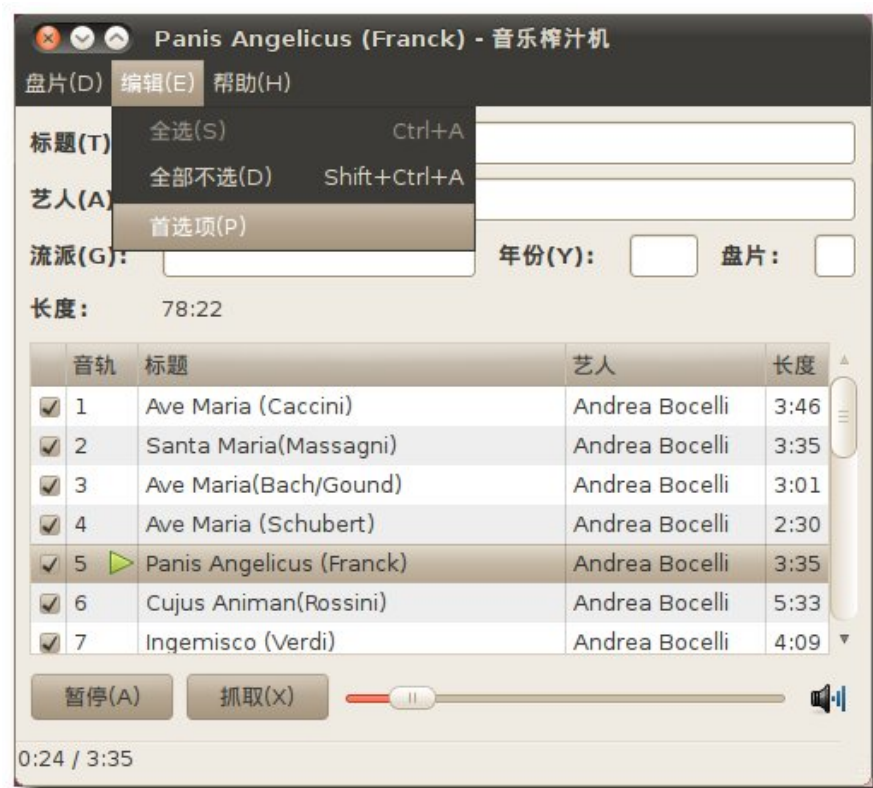 Panis Angelicus (Franck) - 音乐榨汁机
盘片(D) 编辑(E) 帮助(H)
全选(S) Ctrl+A
标题(T)
全部不选(D) Shift+Ctrl+A
艺人(A)
首选项(P)
流派(G): 年份(Y): 盘片:
长度: 78:22
音轨 标题 艺人 长度
1 Ave Maria (Caccini) Andrea Bocelli 3:46
2 Santa Maria(Massagni) Andrea Bocelli 3:35
3 Ave Maria(Bach/Gound) Andrea Bocelli 3:01
4 Ave Maria (Schubert) Andrea Bocelli 2:30
5 Panis Angelicus (Franck) Andrea Bocelli 3:35
6 Cujus Animan(Rossini) Andrea Bocelli 5:33
7 Ingemisco (Verdi) Andrea Bocelli 4:09
暂停(A) 抓取(X)
0:24 / 3:35